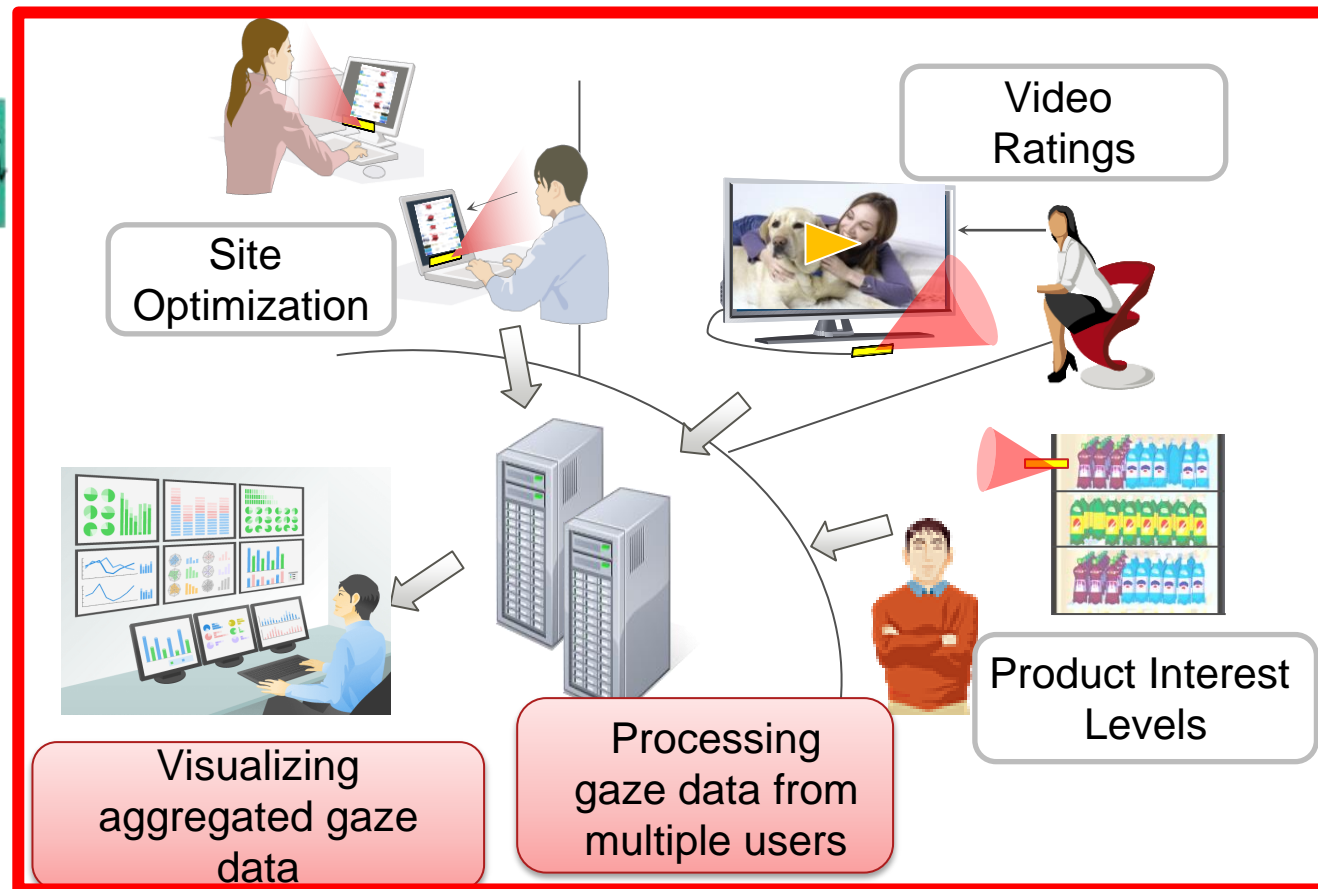 Video
Ratings
Site
Optimization
Product Interest
Levels
Processing
gaze data from
multiple users
Visualizing
aggregated gaze
data